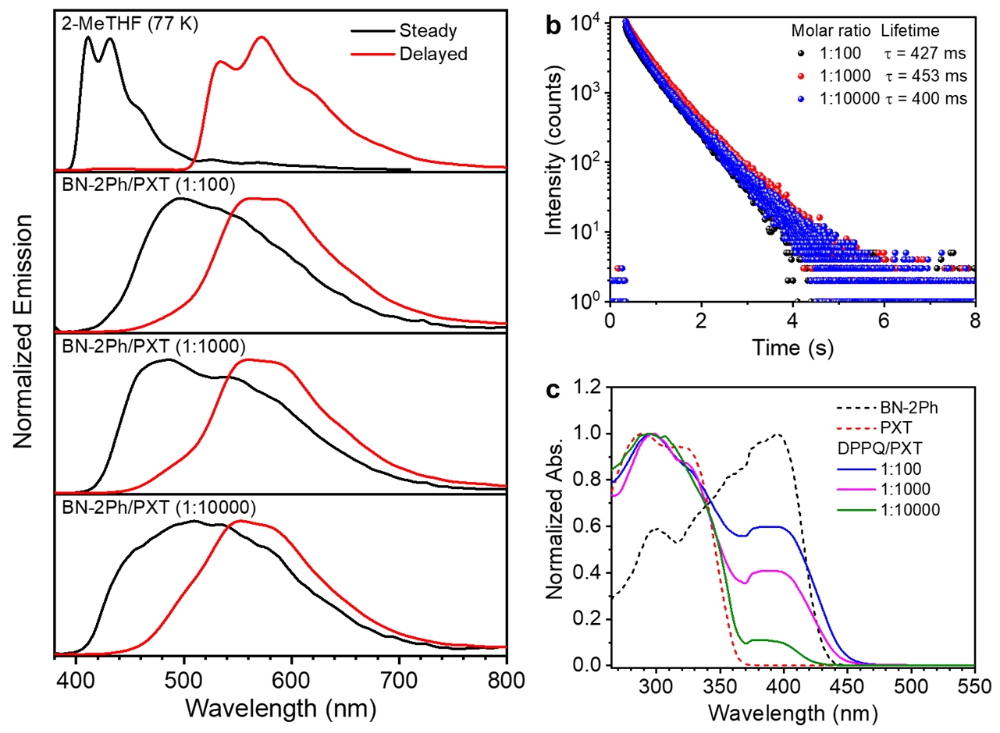 2-MeTHF (77 K)
Steady
Delayed
BN-2Ph/PXT (1:100)
BN-2Ph/PXT (1:1000)
BN-2Ph/PXT (1:10000)
Normalized Emission
400 500 600 700 800
Wavelength (nm)
b
Molar ratio Lifetime
1:100 τ = 427 ms
1:1000 τ = 453 ms
1:10000 τ = 400 ms
10⁴
10³
10²
10¹
10⁰
Intensity (counts)
0 2 4 6 8
Time (s)
c
BN-2Ph
PXT
DPPQ/PXT
1:100
1:1000
1:10000
1.2
1.0
0.8
0.6
0.4
0.2
0.0
Normalized Abs.
300 350 400 450 500 550
Wavelength (nm)